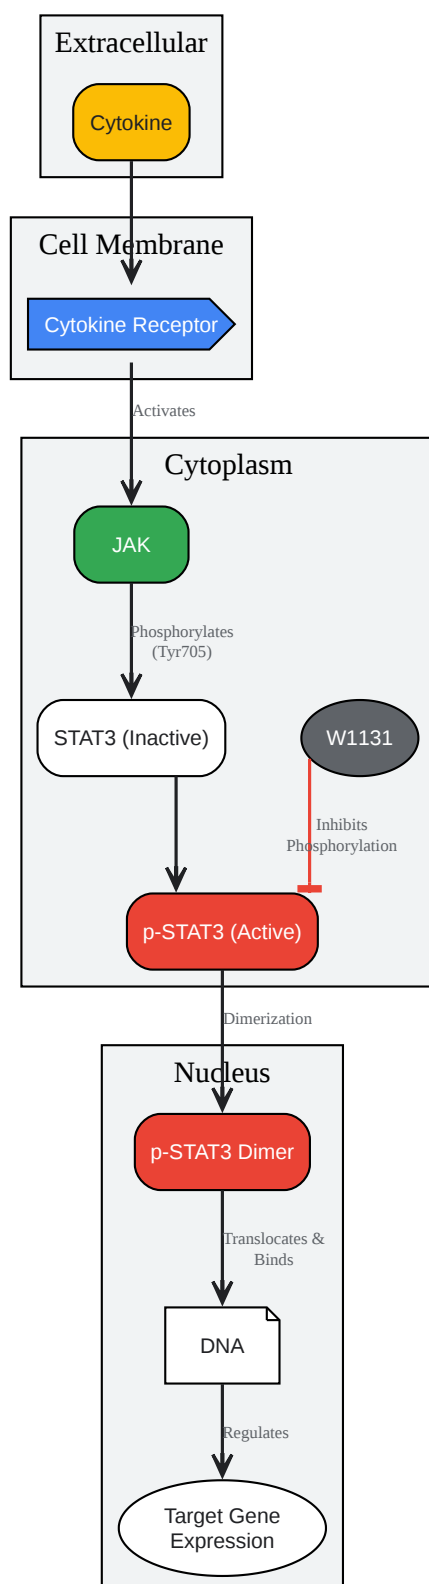 Extracellular
Cytokine
Cell Membrane
Cytokine Receptor
Activates
Cytoplasm
JAK
Phosphorylates
(Tyr705)
STAT3 (Inactive)
W1131
Inhibits
Phosphorylation
p-STAT3 (Active)
Dimerization
Nucleus
p-STAT3 Dimer
Translocates &
Binds
DNA
Regulates
Target Gene
Expression